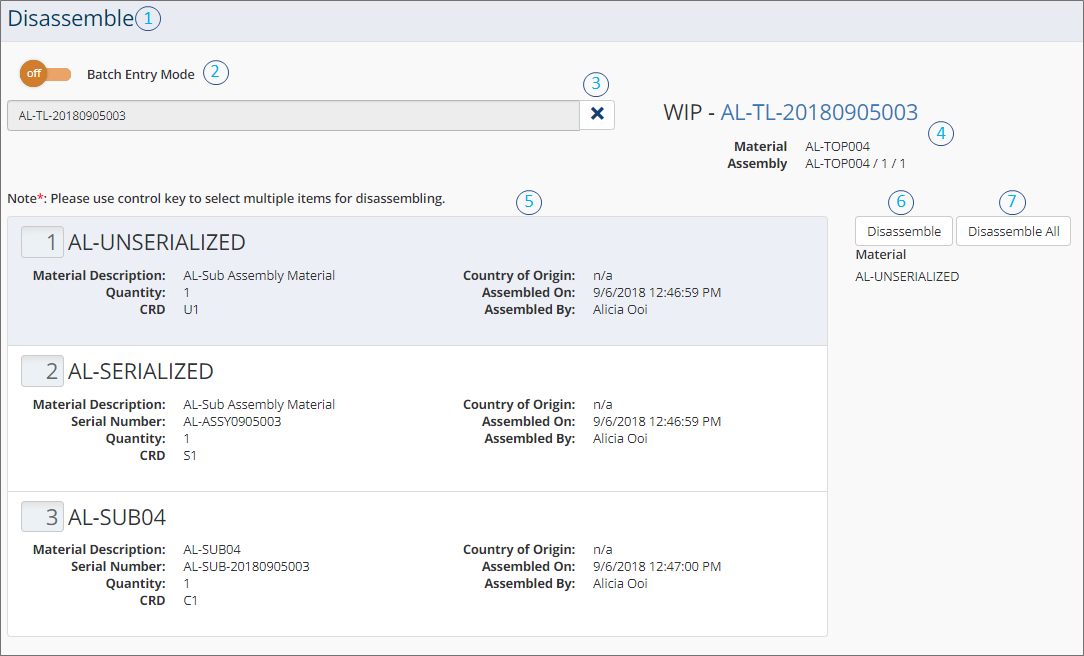 Disassemble 1
off Batch Entry Mode 2
3
AL-TL-20180905003
WIP - AL-TL-20180905003
4
Material AL-TOP004
Assembly AL-TOP004 / 1 / 1
Note*: Please use control key to select multiple items for disassembling.
5
6 7
Disassemble Disassemble All
Material
AL-UNSERIALIZED
1 AL-UNSERIALIZED
Material Description: AL-Sub Assembly Material Country of Origin: n/a
Quantity: 1 Assembled On: 9/6/2018 12:46:59 PM
CRD U1 Assembled By: Alicia Ooi
2 AL-SERIALIZED
Material Description: AL-Sub Assembly Material Country of Origin: n/a
Serial Number: AL-ASSY0905003 Assembled On: 9/6/2018 12:46:59 PM
Quantity: 1 Assembled By: Alicia Ooi
CRD S1
3 AL-SUB04
Material Description: AL-SUB04 Country of Origin: n/a
Serial Number: AL-SUB-20180905003 Assembled On: 9/6/2018 12:47:00 PM
Quantity: 1 Assembled By: Alicia Ooi
CRD C1